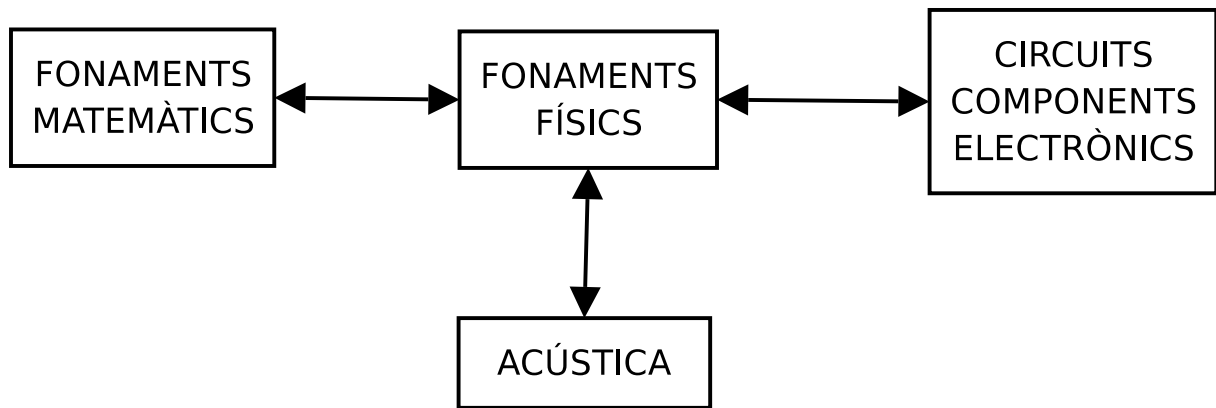 FONAMENTS
MATEMÀTICS
FONAMENTS
FÍSICS
CIRCUITS
COMPONENTS
ELECTRÒNICS
ACÚSTICA